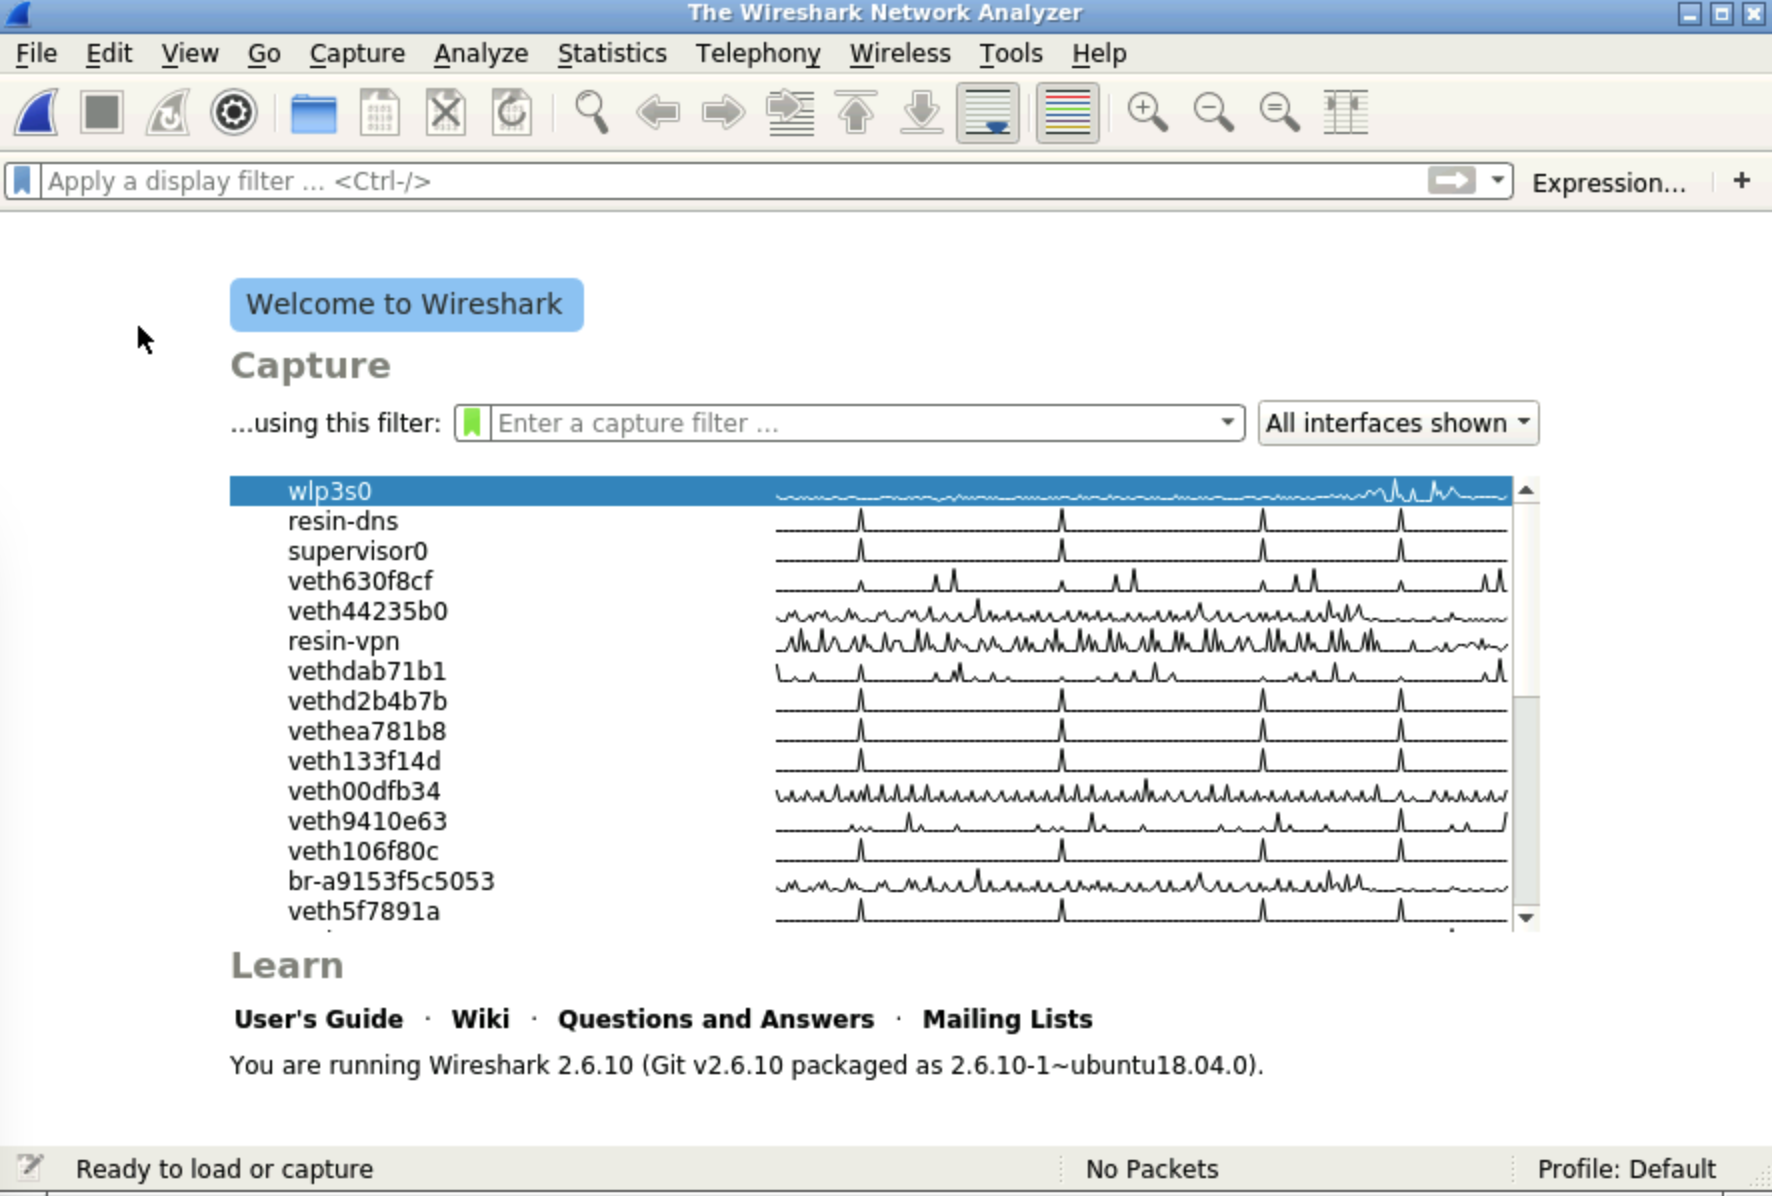 The Wireshark Network Analyzer
File Edit View Go Capture Analyze Statistics Telephony Wireless Tools Help
Apply a display filter ... <Ctrl-/> Expression... +
Welcome to Wireshark
Capture
...using this filter: Enter a capture filter ... All interfaces shown
wlp3s0
resin-dns
supervisor0
veth630f8cf
veth44235b0
resin-vpn
vethdab71b1
vethd2b4b7b
vethea781b8
veth133f14d
veth00dfb34
veth9410e63
veth106f80c
br-a9153f5c5053
veth5f7891a
Learn
User's Guide · Wiki · Questions and Answers · Mailing Lists
You are running Wireshark 2.6.10 (Git v2.6.10 packaged as 2.6.10-1~ubuntu18.04.0).
Ready to load or capture No Packets Profile: Default